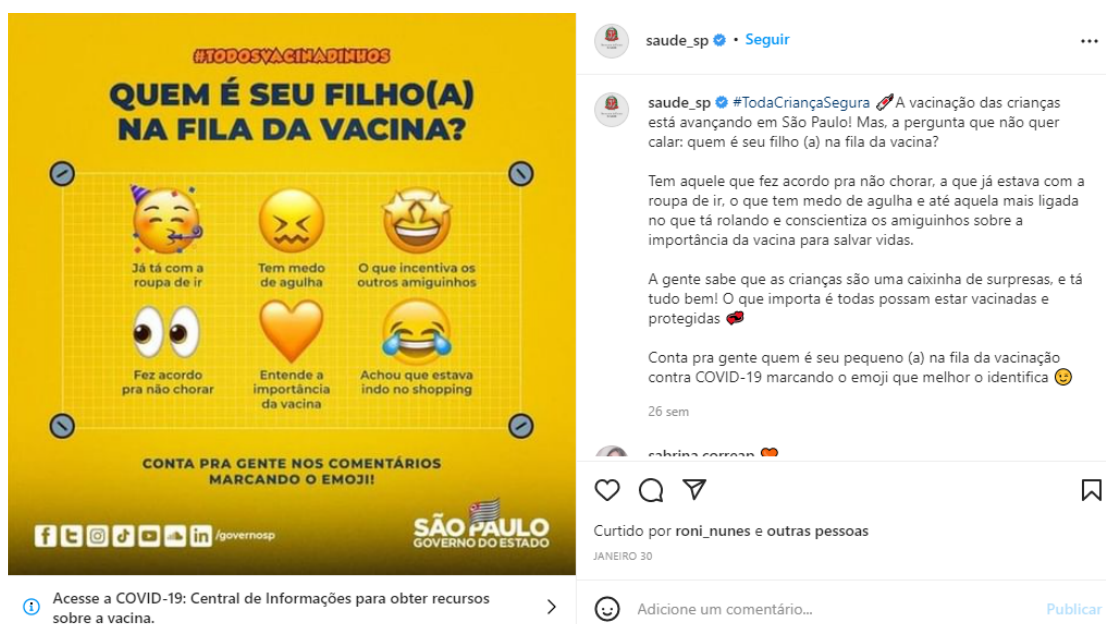 #TODOSVACINADINHOS
QUEM É SEU FILHO(A)
NA FILA DA VACINA?
Já tá com a
roupa de ir
Tem medo
de agulha
O que incentiva os
outros amiguinhos
Fez acordo
pra não chorar
Entende a
importância
da vacina
Achou que estava
indo no shopping
CONTA PRA GENTE NOS COMENTÁRIOS
MARCANDO O EMOJI!
/governosp
SÃO PAULO
GOVERNO DO ESTADO
Acesse a COVID-19: Central de Informações para obter recursos
sobre a vacina.
saude_sp • Seguir
saude_sp #TodaCriançaSegura A vacinação das crianças
está avançando em São Paulo! Mas, a pergunta que não quer
calar: quem é seu filho (a) na fila da vacina?
Tem aquele que fez acordo pra não chorar, a que já estava com a
roupa de ir, o que tem medo de agulha e até aquela mais ligada
no que tá rolando e conscientiza os amiguinhos sobre a
importância da vacina para salvar vidas.
A gente sabe que as crianças são uma caixinha de surpresas, e tá
tudo bem! O que importa é todas possam estar vacinadas e
protegidas
Conta pra gente quem é seu pequeno (a) na fila da vacinação
contra COVID-19 marcando o emoji que melhor o identifica
26 sem
sabrina.correap
Curtido por roni_nunes e outras pessoas
JANEIRO 30
Adicione um comentário...
Publicar